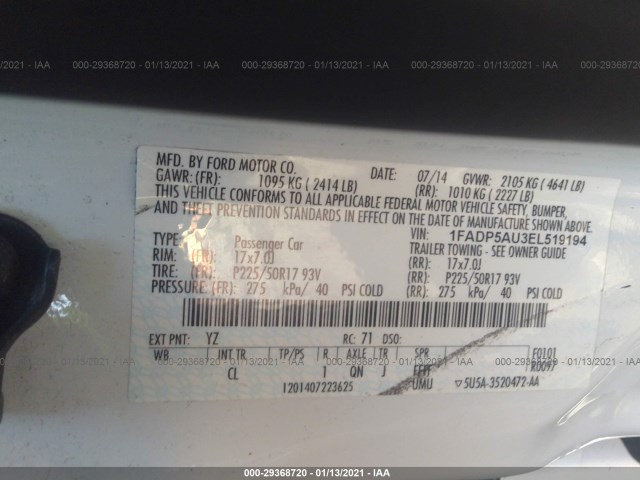 000-29368720 - 01/13/2021 - IAA
MFD. BY FORD MOTOR CO.
DATE: 07/14 GVWR: 2105 KG ( 4641 LB)
GAWR: (FR): 1095 KG ( 2414 LB) (RR): 1010 KG ( 2227 LB)
THIS VEHICLE CONFORMS TO ALL APPLICABLE FEDERAL MOTOR VEHICLE SAFETY, BUMPER,
AND THEFT PREVENTION STANDARDS IN EFFECT ON THE DATE OF MANUFACTURE SHOWN ABOVE.
VIN: 1FADP5AU3EL519194
TYPE: Passenger Car TRAILER TOWING - SEE OWNER GUIDE
RIM: (FR): 17x7.0J (RR): 17x7.0J
TIRE: (FR): P225/50R17 93V (RR): P225/50R17 93V
PRESSURE: (FR): 275 kPa/ 40 PSI COLD (RR): 275 kPa/ 40 PSI COLD
EXT PNT: YZ RC: 71 DSO:
WB INT TR TP/PS R AXLE TR SPR F0101
CL 1 QN J R0097
1201407223625 UMU 5U5A-3520472-AA
000-29368720 - 01/13/2021 - IAA